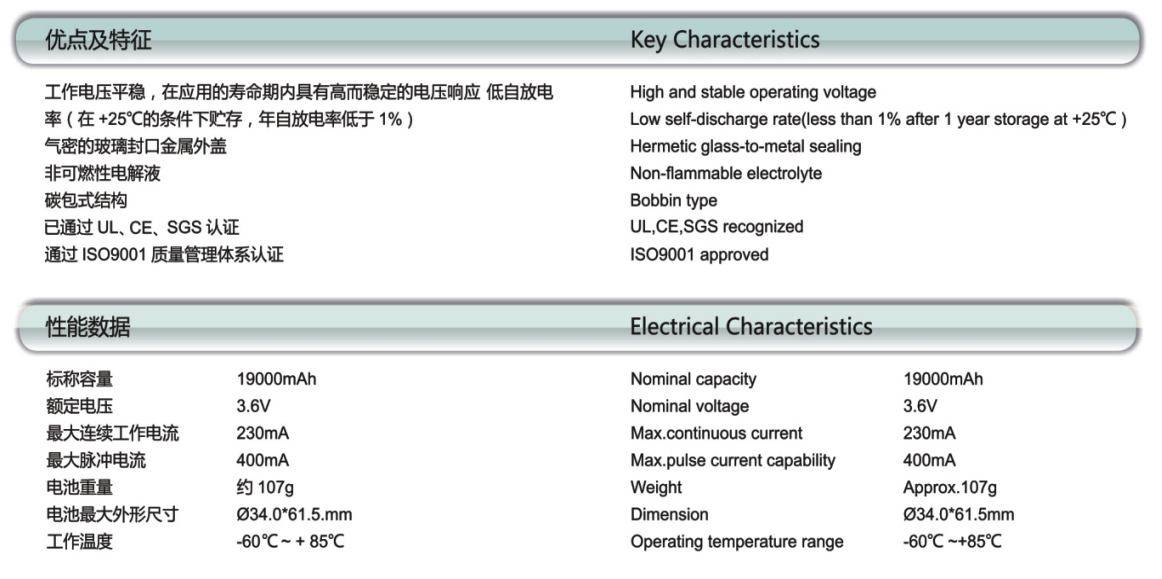 优点及特征 Key Characteristics
工作电压平稳，在应用的寿命期内具有高而稳定的电压响应 低自放电
率（在 +25℃的条件下贮存，年自放电率低于 1%）
气密的玻璃封口金属外盖
非可燃性电解液
碳包式结构
已通过 UL、CE、SGS 认证
通过 ISO9001 质量管理体系认证
High and stable operating voltage
Low self-discharge rate(less than 1% after 1 year storage at +25℃ )
Hermetic glass-to-metal sealing
Non-flammable electrolyte
Bobbin type
UL,CE,SGS recognized
ISO9001 approved
性能数据 Electrical Characteristics
标称容量 19000mAh
额定电压 3.6V
最大连续工作电流 230mA
最大脉冲电流 400mA
电池重量 约 107g
电池最大外形尺寸 Ø34.0*61.5.mm
工作温度 -60℃ ~ + 85℃
Nominal capacity 19000mAh
Nominal voltage 3.6V
Max.continuous current 230mA
Max.pulse current capability 400mA
Weight Approx.107g
Dimension Ø34.0*61.5mm
Operating temperature range -60℃ ~+85℃